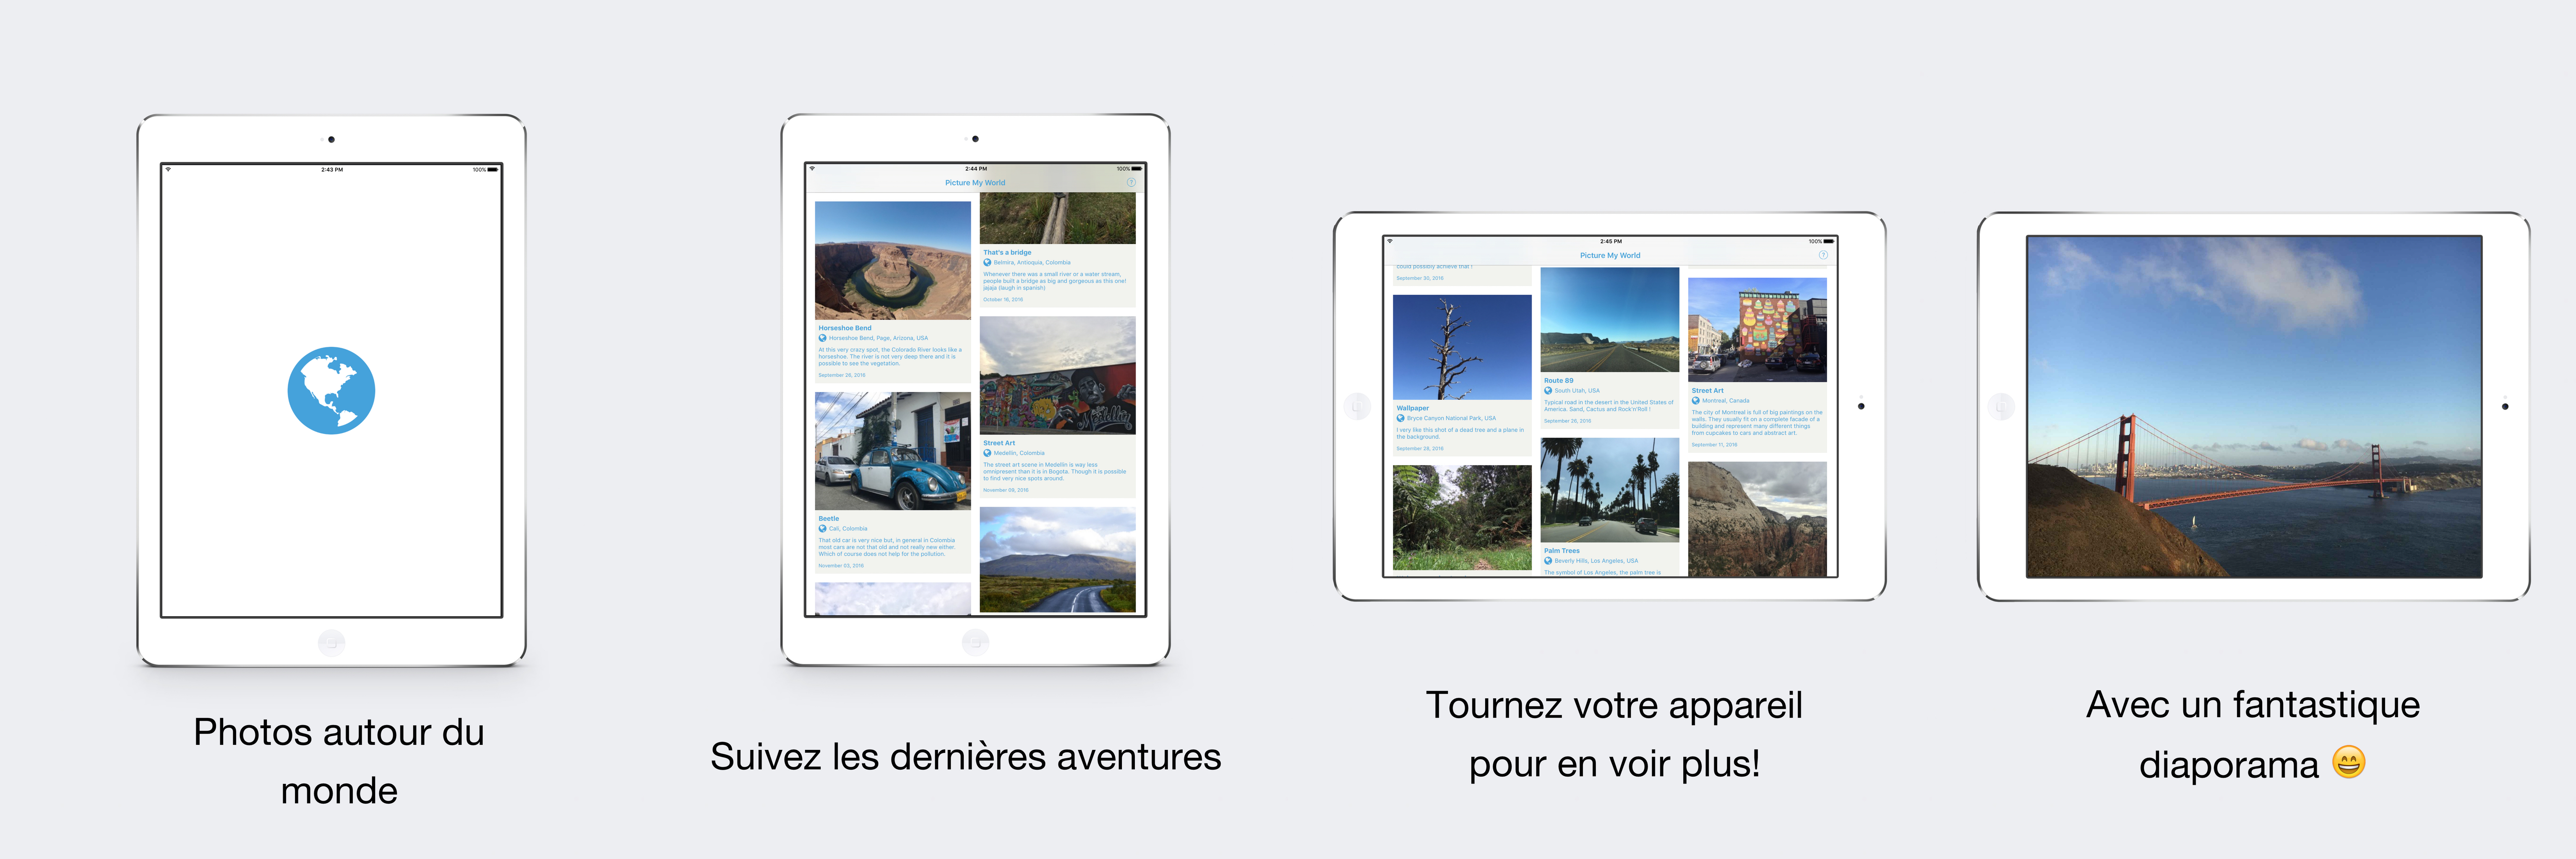 2:43 PM
100%
Photos autour du
monde
2:44 PM
100%
Picture My World
?
Horseshoe Bend
Horseshoe Bend, Page, Arizona, USA
At this very crazy spot, the Colorado River looks like a
horseshoe. The river is not very deep there and it is
possible to see the vegetation.
September 28, 2016
Beetle
Cali, Colombia
That old car is very nice but, in general in Colombia
most cars are not that old and not really new either.
Which of course does not help for the pollution.
November 03, 2016
That's a bridge
Belmira, Antioquia, Colombia
Whenever there was a small river or a water stream,
people built a bridge as big and gorgeous as this one!
jajaja (laugh in spanish)
October 16, 2016
Street Art
Medellin, Colombia
The street art scene in Medellin is way less
omnipresent than it is in Bogota. Though it is possible
to find very nice spots around.
November 09, 2016
Suivez les dernières aventures
2:45 PM
100%
Picture My World
?
could possibly achieve that !
September 30, 2016
Wallpaper
Bryce Canyon National Park, USA
I very like this shot of a dead tree and a plane in
the background.
September 28, 2016
Route 89
South Utah, USA
Typical road in the desert in the United States of
America. Sand, Cactus and Rock'n'Roll !
September 28, 2016
Palm Trees
Beverly Hills, Los Angeles, USA
The symbol of Los Angeles, the palm tree is
Street Art
Montreal, Canada
The city of Montreal is full of big paintings on the
walls. They usually fit on a complete facade of a
building and represent many different things
from cupcakes to cars and abstract art.
September 11, 2016
Tournez votre appareil
pour en voir plus!
Avec un fantastique
diaporama 😄